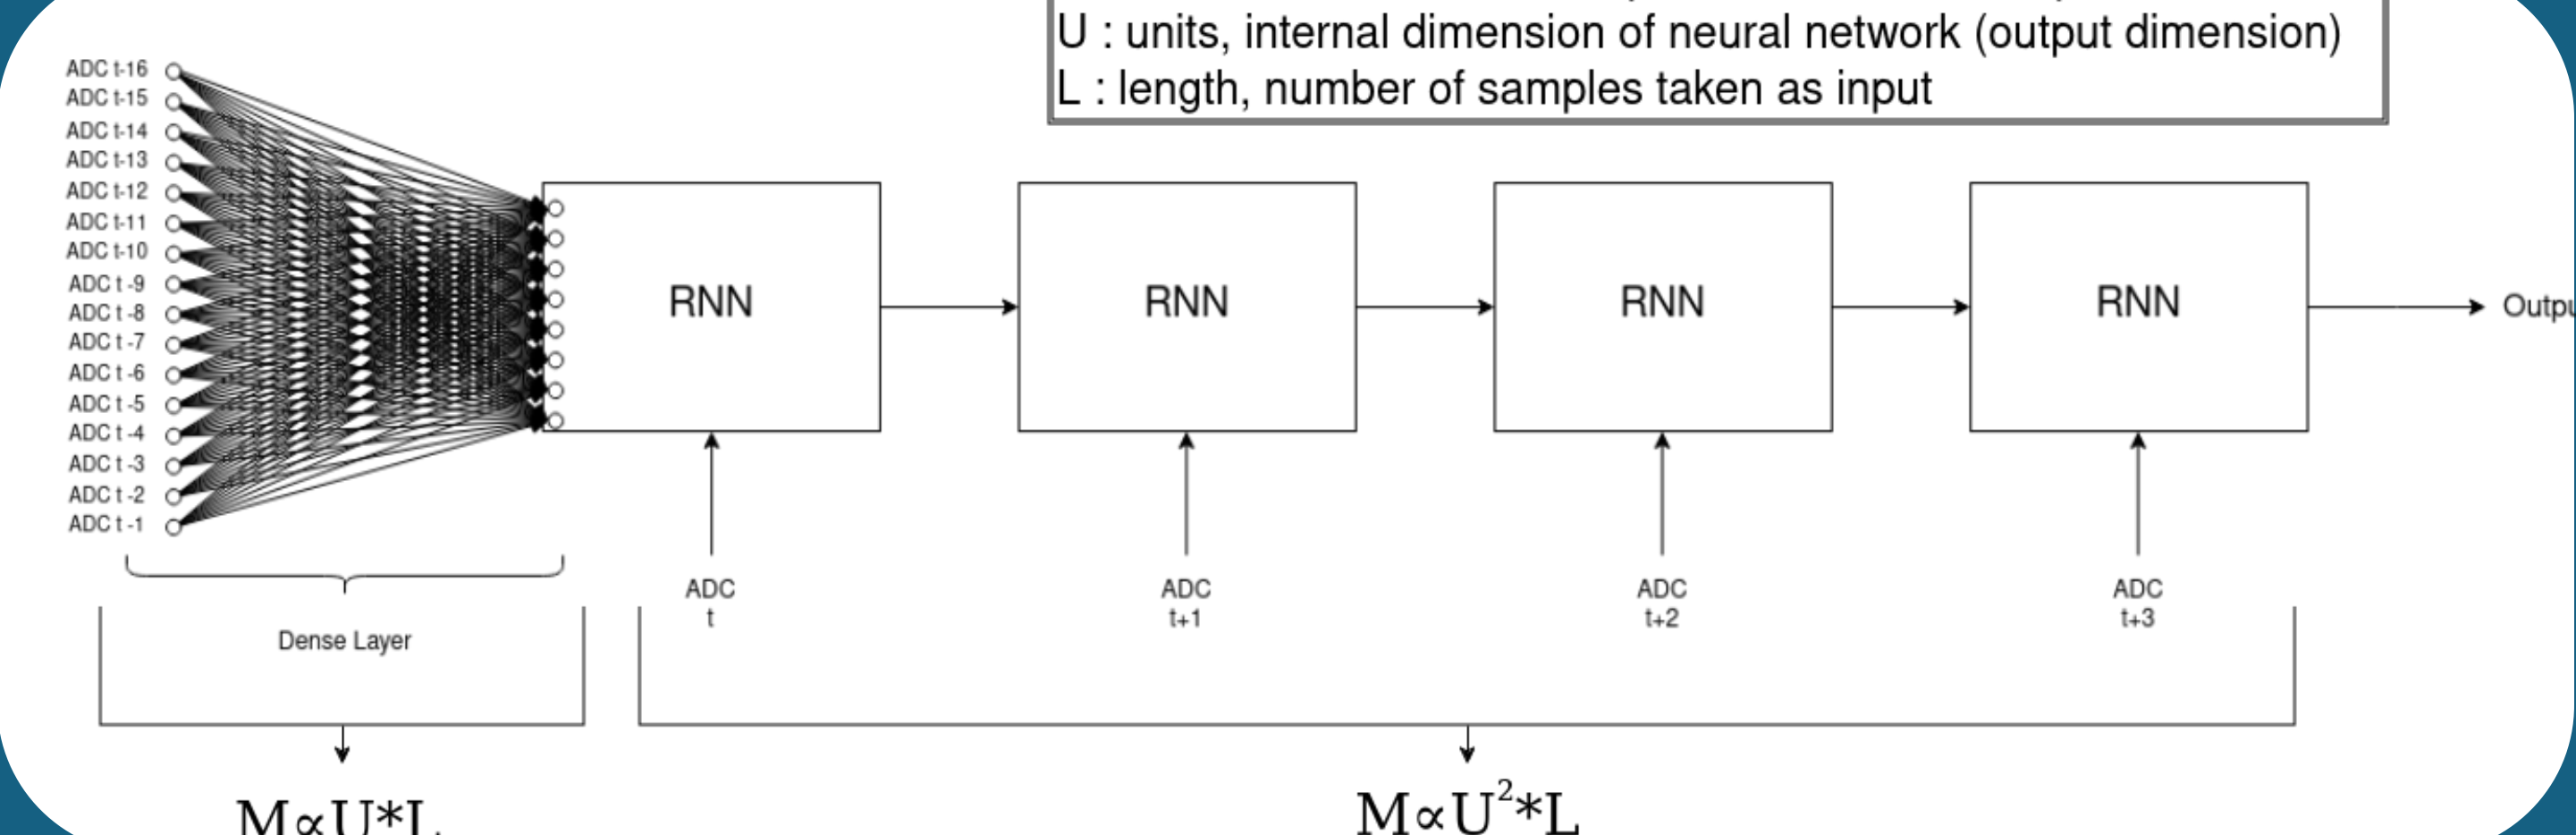 U : units, internal dimension of neural network (output dimension)
L : length, number of samples taken as input
ADC t-16
ADC t-15
ADC t-14
ADC t-13
ADC t-12
ADC t-11
ADC t-10
ADC t -9
ADC t -8
ADC t -7
ADC t -6
ADC t -5
ADC t -4
ADC t -3
ADC t -2
ADC t -1
RNN
RNN
RNN
RNN
ADC
t
ADC
t+1
ADC
t+2
ADC
t+3
Dense Layer
M∝U*L
M∝U²*L